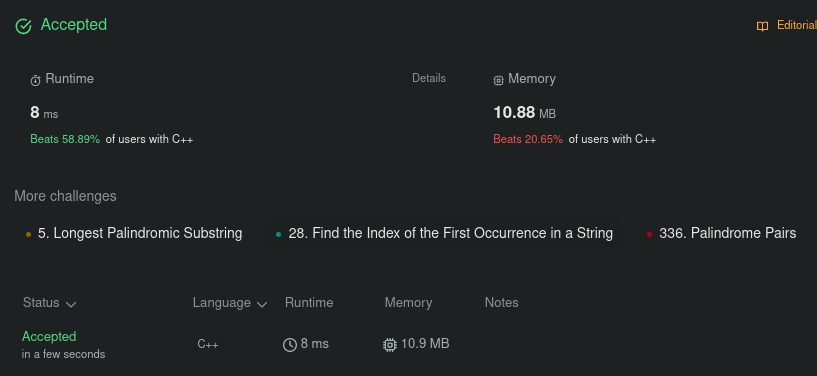 Accepted
Editorial
Runtime
Details
Memory
8 ms
10.88 MB
Beats 58.89% of users with C++
Beats 20.65% of users with C++
More challenges
5. Longest Palindromic Substring
28. Find the Index of the First Occurrence in a String
336. Palindrome Pairs
Status Language Runtime Memory Notes
Accepted C++ 8 ms 10.9 MB
in a few seconds